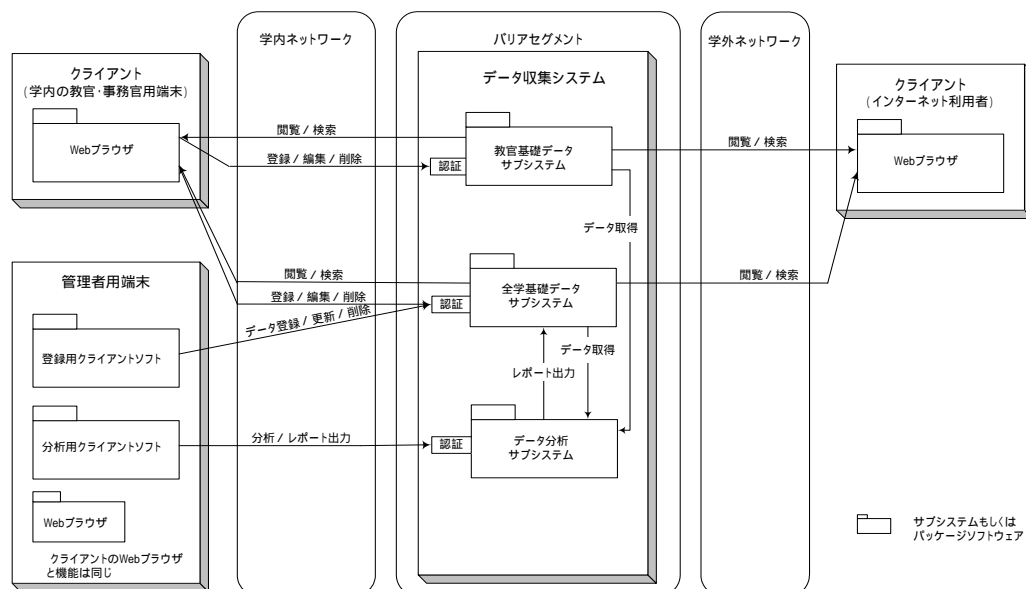 学内ネットワーク
バリアセグメント
学外ネットワーク
クライアント
(学内の教官・事務官用端末)
Webブラウザ
データ収集システム
クライアント
(インターネット利用者)
Webブラウザ
閲覧 / 検索
登録 / 編集 / 削除
認証
教官基礎データ
サブシステム
閲覧 / 検索
データ取得
管理者用端末
閲覧 / 検索
登録 / 編集 / 削除
データ登録 / 更新 / 削除
認証
全学基礎データ
サブシステム
閲覧 / 検索
登録用クライアントソフト
データ取得
レポート出力
分析用クライアントソフト
分析 / レポート出力
認証
データ分析
サブシステム
Webブラウザ
クライアントのWebブラウザ
と機能は同じ
サブシステムもしくは
パッケージソフトウェア